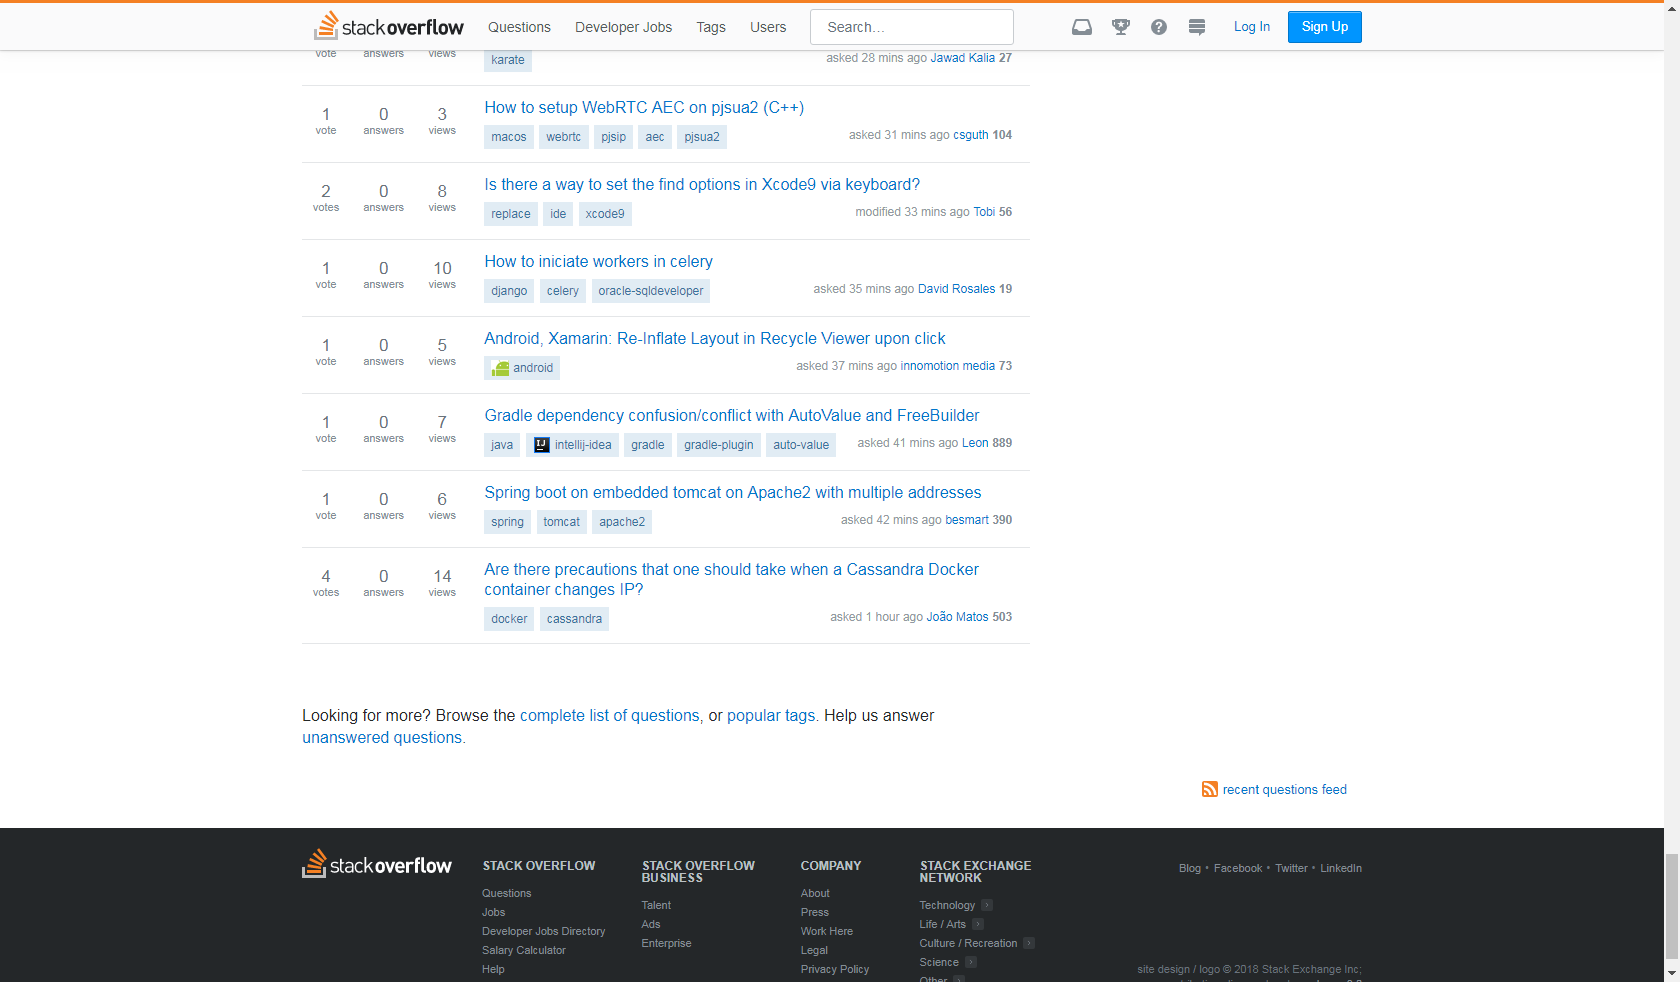 stackoverflow Questions Developer Jobs Tags Users Search... Log In Sign Up
vote answers views
karate asked 28 mins ago Jawad Kalia 27
1 0 3 How to setup WebRTC AEC on pjsua2 (C++)
vote answers views
macos webrtc pjsip aec pjsua2 asked 31 mins ago csguth 104
2 0 8 Is there a way to set the find options in Xcode9 via keyboard?
votes answers views
replace ide xcode9 modified 33 mins ago Tobi 56
1 0 10 How to iniciate workers in celery
vote answers views
django celery oracle-sqldeveloper asked 35 mins ago David Rosales 19
1 0 5 Android, Xamarin: Re-Inflate Layout in Recycle Viewer upon click
vote answers views
android asked 37 mins ago innomotion media 73
1 0 7 Gradle dependency confusion/conflict with AutoValue and FreeBuilder
vote answers views
java intellij-idea gradle gradle-plugin auto-value asked 41 mins ago Leon 889
1 0 6 Spring boot on embedded tomcat on Apache2 with multiple addresses
vote answers views
spring tomcat apache2 asked 42 mins ago besmart 390
4 0 14 Are there precautions that one should take when a Cassandra Docker
votes answers views container changes IP?
docker cassandra asked 1 hour ago João Matos 503
Looking for more? Browse the complete list of questions, or popular tags. Help us answer
unanswered questions.
recent questions feed
stackoverflow
STACK OVERFLOW
Questions
Jobs
Developer Jobs Directory
Salary Calculator
Help
STACK OVERFLOW
BUSINESS
Talent
Ads
Enterprise
COMPANY
About
Press
Work Here
Legal
Privacy Policy
STACK EXCHANGE
NETWORK
Technology
Life / Arts
Culture / Recreation
Science
Other
Blog • Facebook • Twitter • LinkedIn
site design / logo © 2018 Stack Exchange Inc;